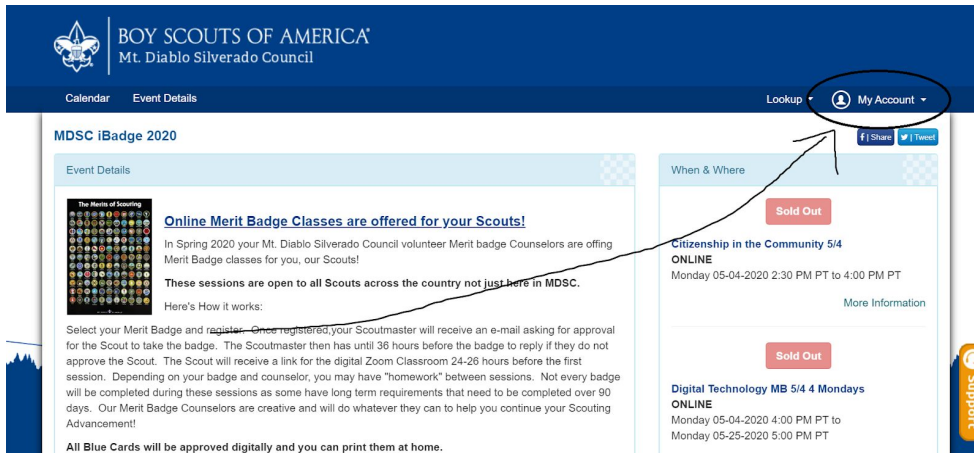 BOY SCOUTS OF AMERICA®
Mt. Diablo Silverado Council
Calendar Event Details Lookup My Account
MDSC iBadge 2020
f | Share | Tweet
Event Details
The Merits of Scouting
Online Merit Badge Classes are offered for your Scouts!
In Spring 2020 your Mt. Diablo Silverado Council volunteer Merit badge Counselors are offing
Merit Badge classes for you, our Scouts!
These sessions are open to all Scouts across the country not just here in MDSC.
Here's How it works:
Select your Merit Badge and register. Once registered,your Scoutmaster will receive an e-mail asking for approval
for the Scout to take the badge. The Scoutmaster then has until 36 hours before the badge to reply if they do not
approve the Scout. The Scout will receive a link for the digital Zoom Classroom 24-26 hours before the first
session. Depending on your badge and counselor, you may have "homework" between sessions. Not every badge
will be completed during these sessions as some have long term requirements that need to be completed over 90
days. Our Merit Badge Counselors are creative and will do whatever they can to help you continue your Scouting
Advancement!
All Blue Cards will be approved digitally and you can print them at home.
When & Where
Sold Out
Citizenship in the Community 5/4
ONLINE
Monday 05-04-2020 2:30 PM PT to 4:00 PM PT
More Information
Sold Out
Digital Technology MB 5/4 4 Mondays
ONLINE
Monday 05-04-2020 4:00 PM PT to
Monday 05-25-2020 5:00 PM PT
Support